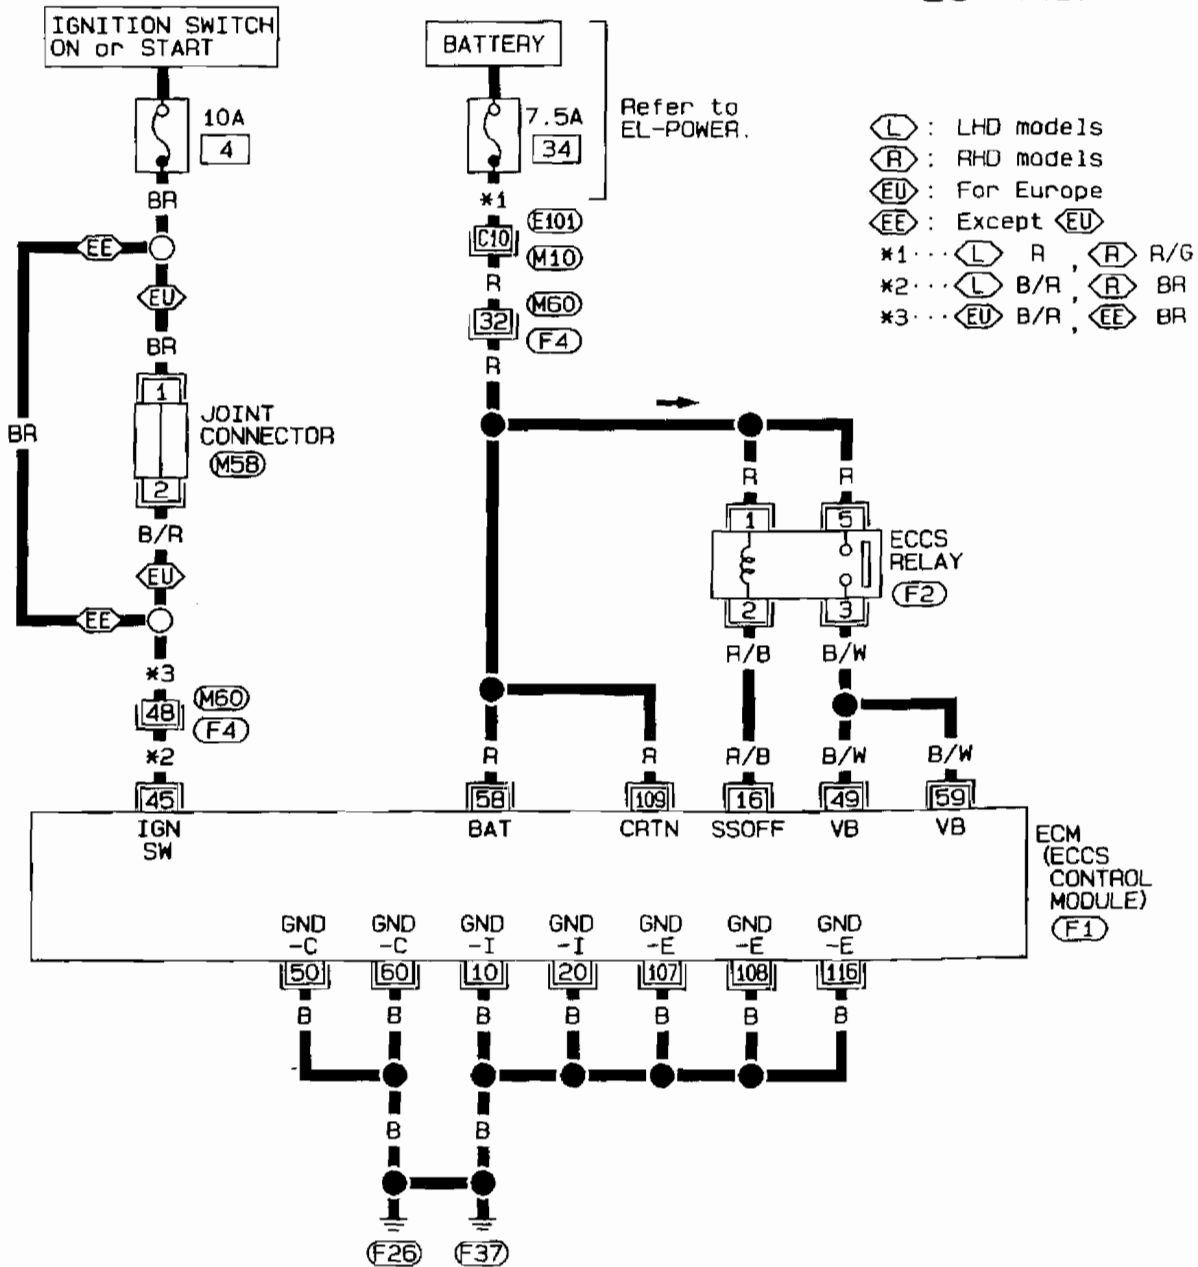 IGNITION SWITCH
ON or START
BATTERY
10A
4
7.5A
34
Refer to
EL-POWER.
L : LHD models
R : RHD models
EU : For Europe
EE : Except EU
*1··· L R , R R/G
*2··· L B/R, R BR
*3··· EU B/R, EE BR
BR
*1
E101
C10
M10
EE
R
EU
M60
32
F4
BR
R
1
JOINT
CONNECTOR
M58
BR
2
R
R
B/R
1
5
ECCS
RELAY
F2
EU
2
3
EE
R/B
B/W
*3
M60
48
F4
*2
R
R
R/B
B/W
B/W
45
58
109
16
49
59
IGN
SW
BAT
CRTN
SSOFF
VB
VB
ECM
(ECCS
CONTROL
MODULE)
F1
GND
-C
GND
-C
GND
-I
GND
-I
GND
-E
GND
-E
GND
-E
50
60
10
20
107
108
116
B
B
B
B
B
B
B
B
B
F26
F37